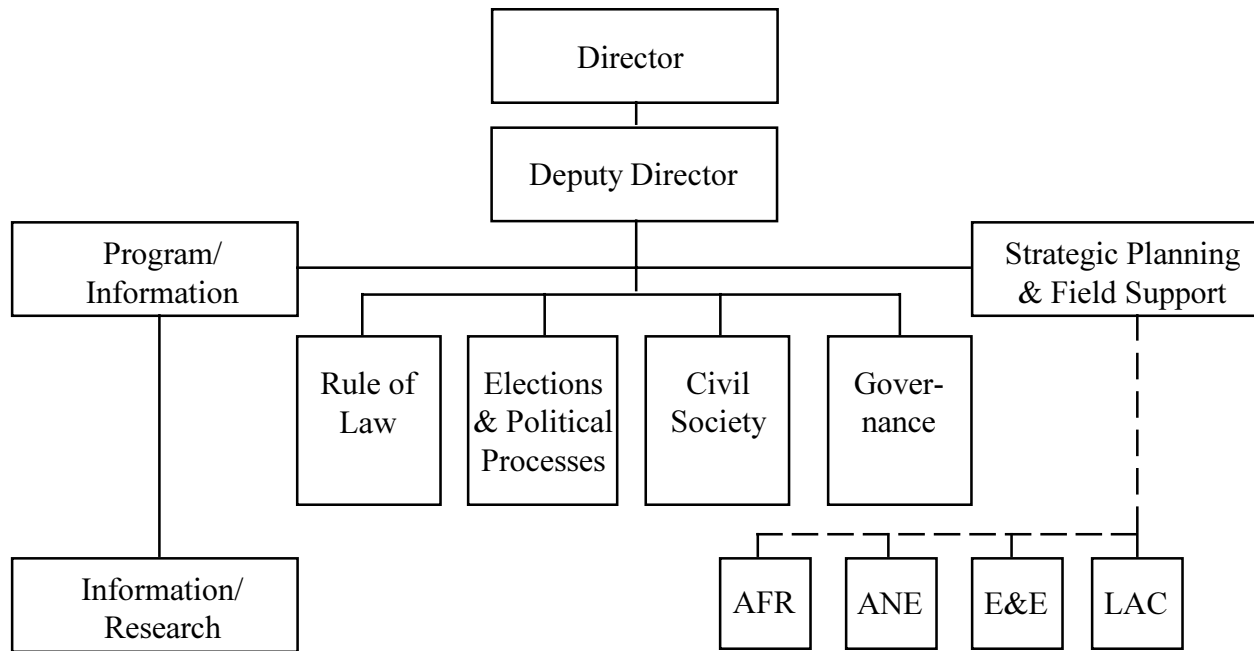 Director
Deputy Director
Program/
Information
Strategic Planning
& Field Support
Rule of
Law
Elections
& Political
Processes
Civil
Society
Gover-
nance
Information/
Research
AFR
ANE
E&E
LAC